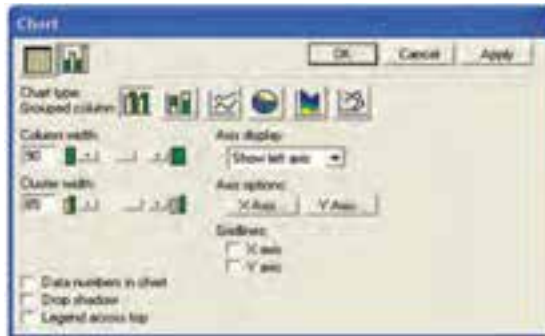 Chart
OK Cancel Apply
Chart type:
Grouped column
Column width:
90
Axis display:
Show left axis
Cluster width:
85
Axis options:
X Axis... Y Axis...
Gridlines:
X axis
Y axis
Data numbers in chart
Drop shadow
Legend across top